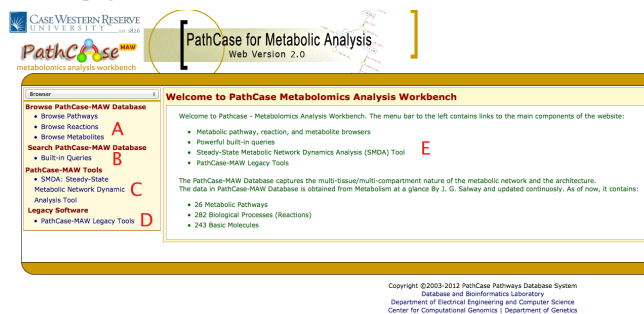 CASE WESTERN RESERVE
UNIVERSITY EST. 1826
PathCase MAW
metabolomics analysis workbench
PathCase for Metabolic Analysis
Web Version 2.0
Browser
Browse PathCase-MAW Database
Browse Pathways
Browse Reactions
Browse Metabolites
A
Search PathCase-MAW Database
Built-in Queries
B
PathCase-MAW Tools
SMDA: Steady-State
Metabolic Network Dynamic
Analysis Tool
C
Legacy Software
PathCase-MAW Legacy Tools
D
Welcome to PathCase Metabolomics Analysis Workbench
Welcome to Pathcase - Metabolomics Analysis Workbench. The menu bar to the left contains links to the main components of the website:
Metabolic pathway, reaction, and metabolite browsers
Powerful built-in queries
Steady-State Metabolic Network Dynamics Analysis (SMDA) Tool
PathCase-MAW Legacy Tools
E
The PathCase-MAW Database captures the multi-tissue/multi-compartment nature of the metabolic network and the architecture.
The data in PathCase-MAW Database is obtained from Metabolism at a glance By J. G. Salway and updated continuosly. As of now, it contains:
26 Metabolic Pathways
282 Biological Processes (Reactions)
243 Basic Molecules
Copyright ©2003-2012 PathCase Pathways Database System
Database and Bioinformatics Laboratory
Department of Electrical Engineering and Computer Science
Center for Computational Genomics | Department of Genetics